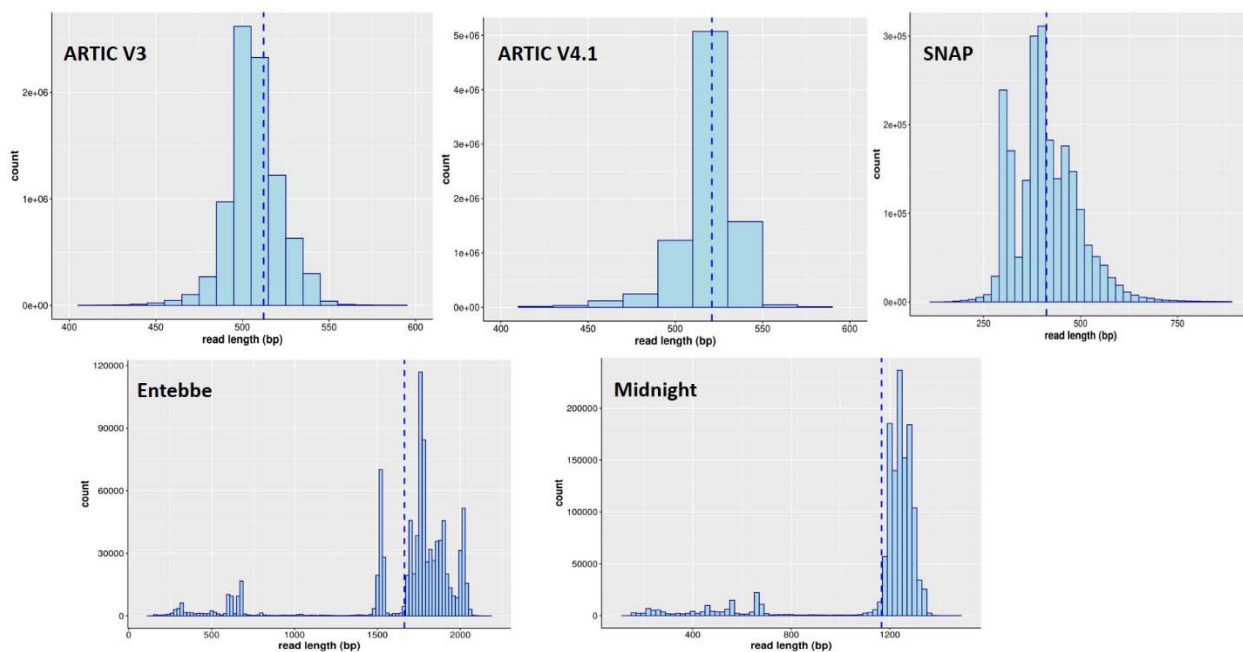 ARTIC V3
2e+06
1e+06
0e+00
count
400 450 500 550 600
read length (bp)
ARTIC V4.1
5e+06
4e+06
3e+06
2e+06
1e+06
0e+00
count
400 450 500 550 600
read length (bp)
SNAP
3e+05
2e+05
1e+05
0e+00
count
250 500 750
read length (bp)
Entebbe
120000
90000
60000
30000
0
count
0 500 1000 1500 2000
read length (bp)
Midnight
200000
150000
100000
50000
0
count
400 800 1200
read length (bp)